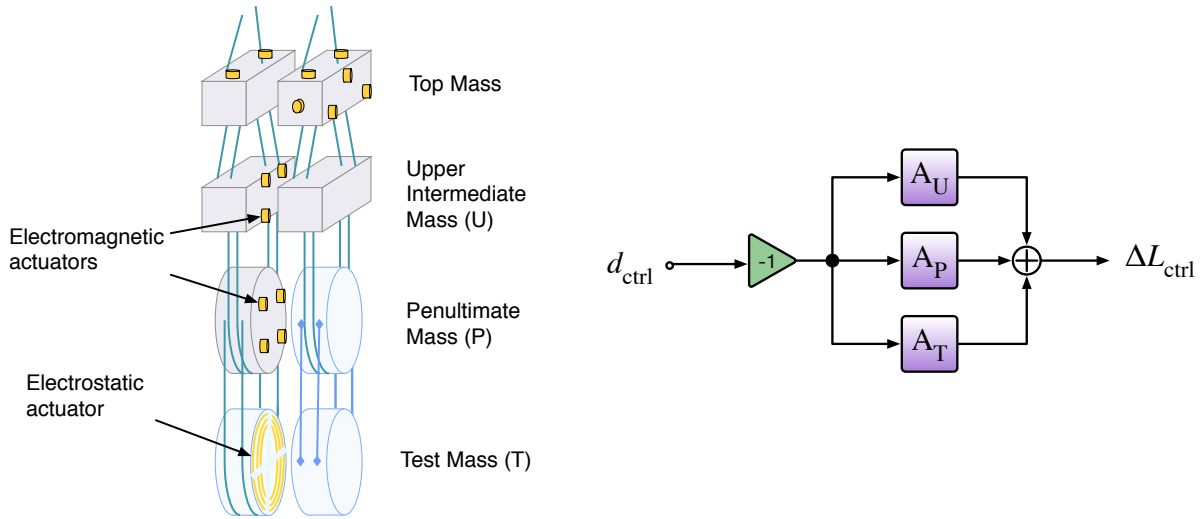 Top Mass
Upper
Intermediate
Mass (U)
Electromagnetic
actuators
Penultimate
Mass (P)
Electrostatic
actuator
Test Mass (T)
d_ctrl
-1
A_U
A_P
A_T
ΔL_ctrl